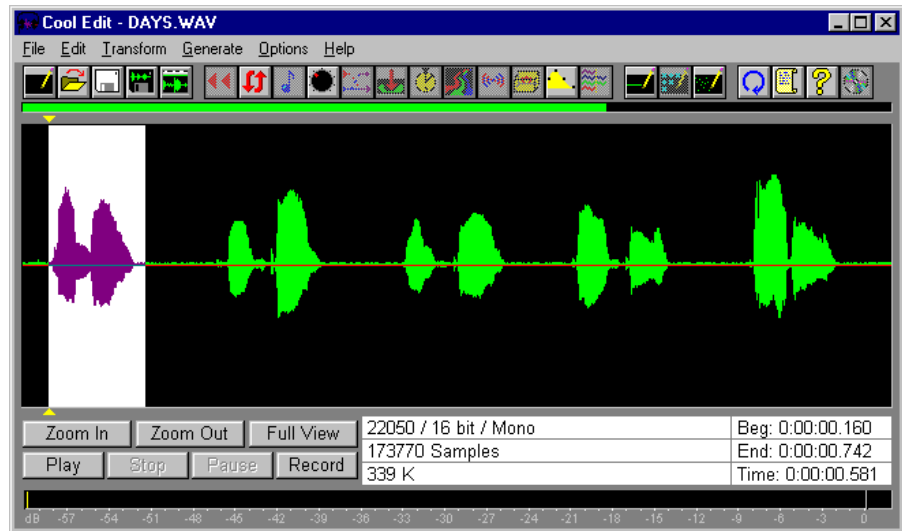 Cool Edit - DAYS.WAV
File Edit Transform Generate Options Help
Zoom In Zoom Out Full View
Play Stop Pause Record
22050 / 16 bit / Mono
173770 Samples
339 K
Beg: 0:00:00.160
End: 0:00:00.742
Time: 0:00:00.581
dB -57 -54 -51 -48 -45 -42 -39 -36 -33 -30 -27 -24 -21 -18 -15 -12 -9 -6 -3 0